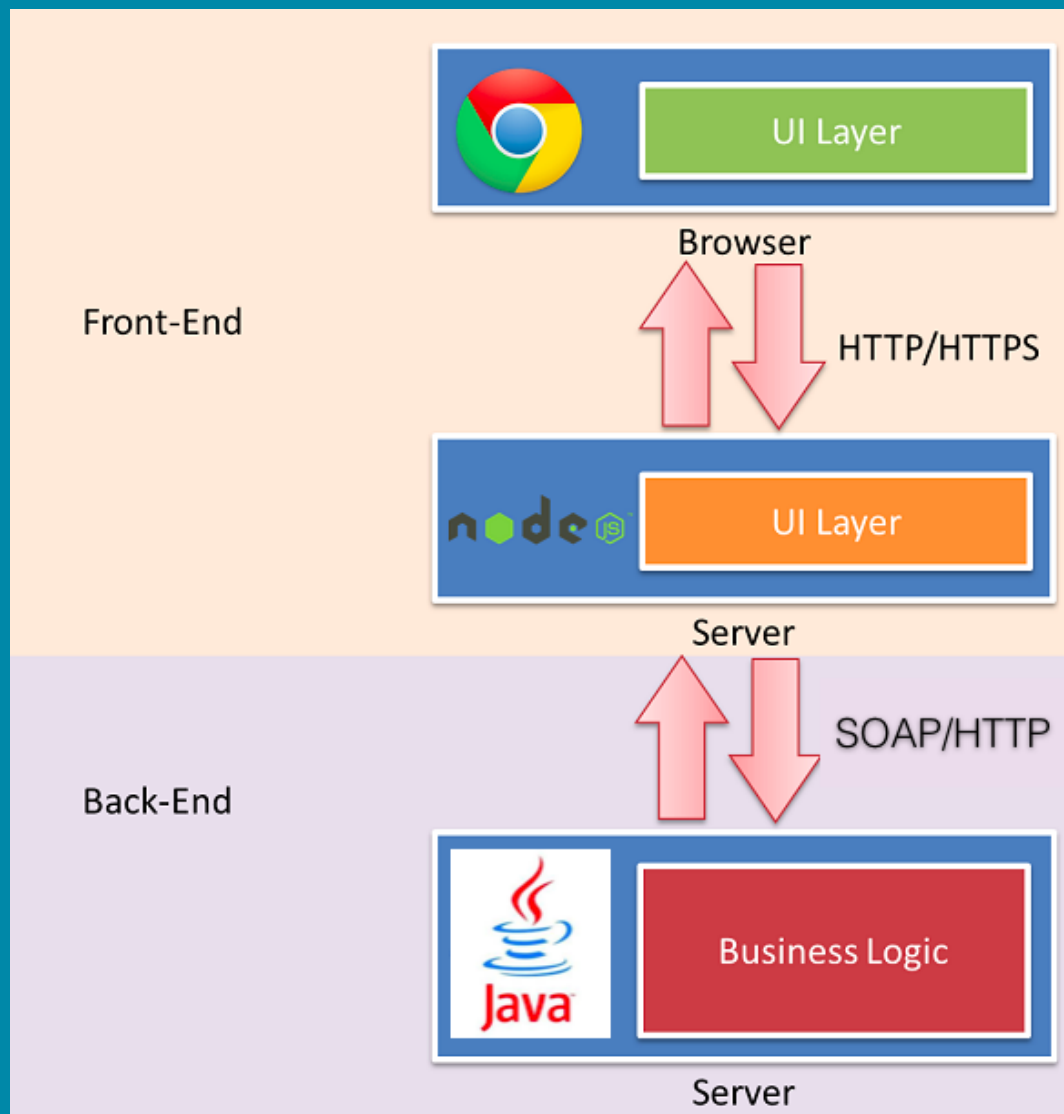 UI Layer
Browser
Front-End
HTTP/HTTPS
node JS
UI Layer
Server
SOAP/HTTP
Back-End
Java
Business Logic
Server